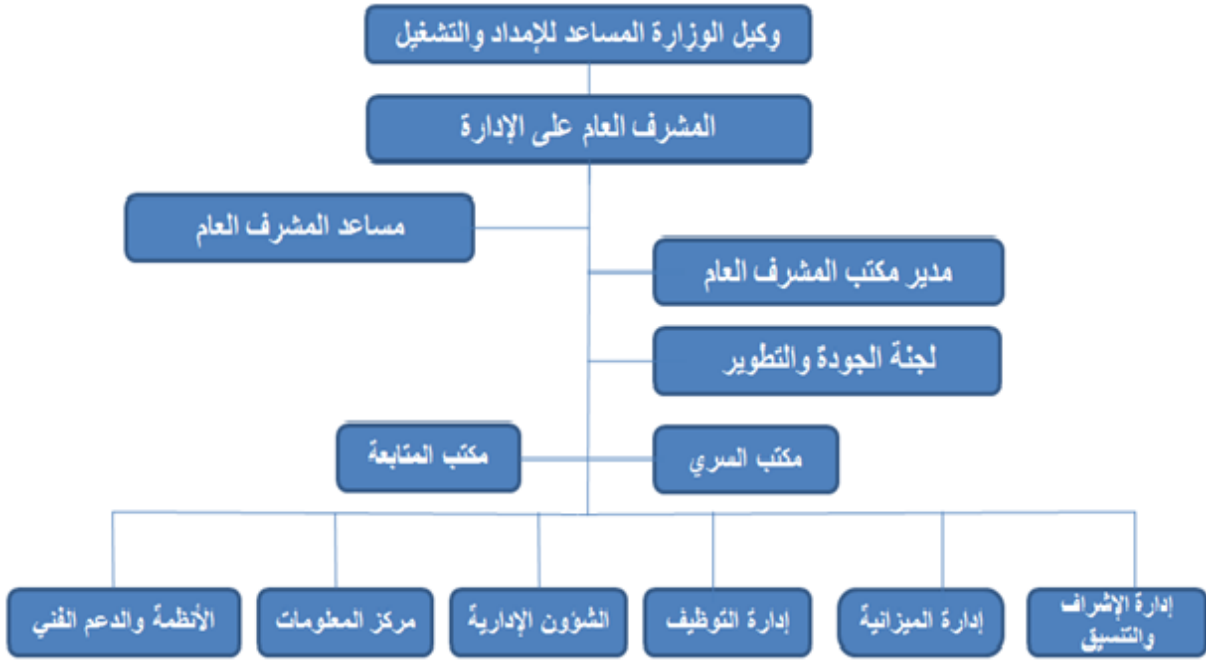 وكيل الوزارة المساعد للإمداد والتشغيل
المشرف العام على الإدارة
مساعد المشرف العام
مدير مكتب المشرف العام
لجنة الجودة والتطوير
مكتب السري
مكتب المتابعة
إدارة الإشراف
والتنسيق
إدارة الميزانية
إدارة التوظيف
الشؤون الإدارية
مركز المعلومات
الأنظمة والدعم الفني